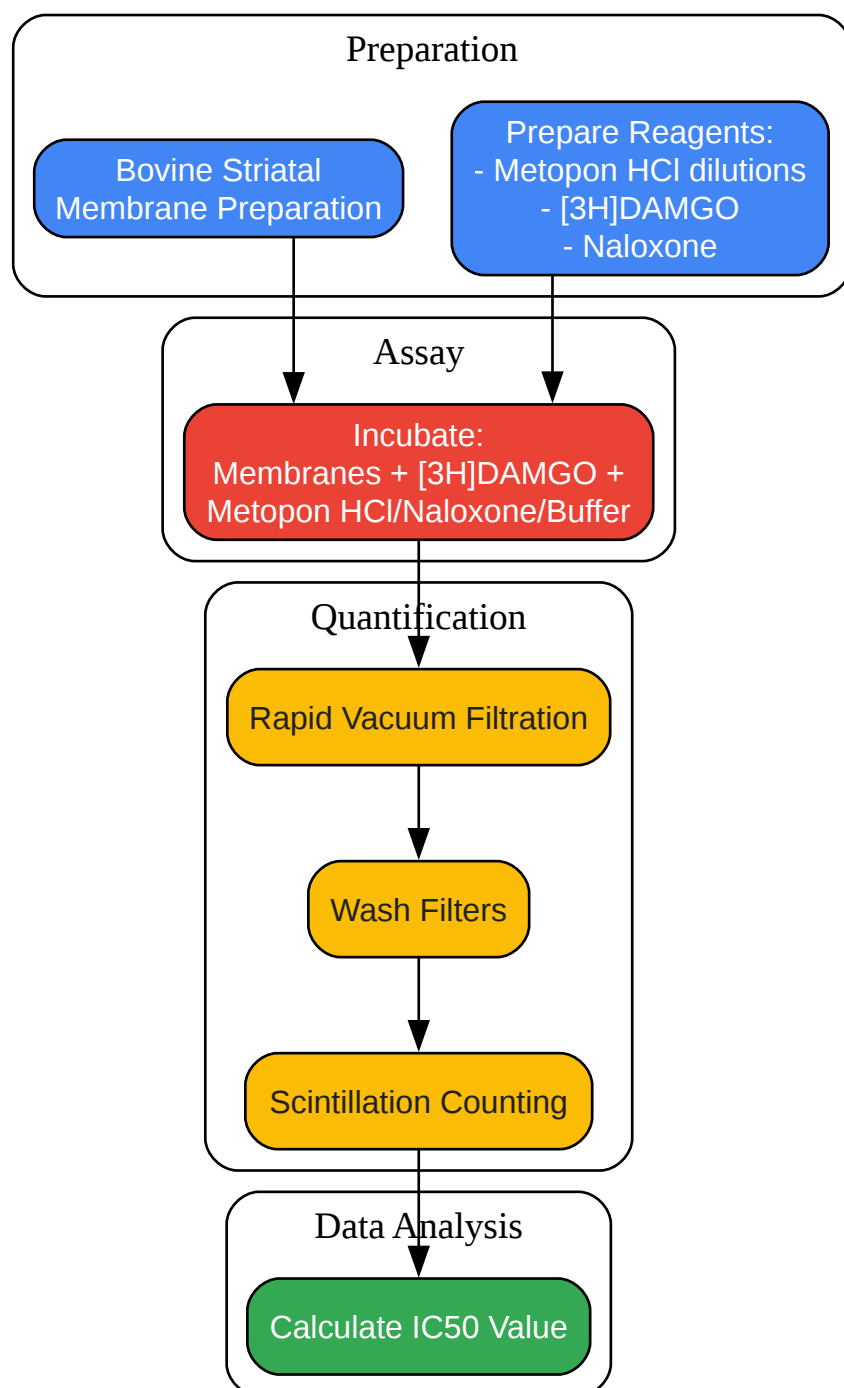 Preparation
Bovine Striatal
Membrane Preparation
Prepare Reagents:
- Metopon HCl dilutions
- [3H]DAMGO
- Naloxone
Assay
Incubate:
Membranes + [3H]DAMGO +
Metopon HCl/Naloxone/Buffer
Quantification
Rapid Vacuum Filtration
Wash Filters
Scintillation Counting
Data Analysis
Calculate IC50 Value